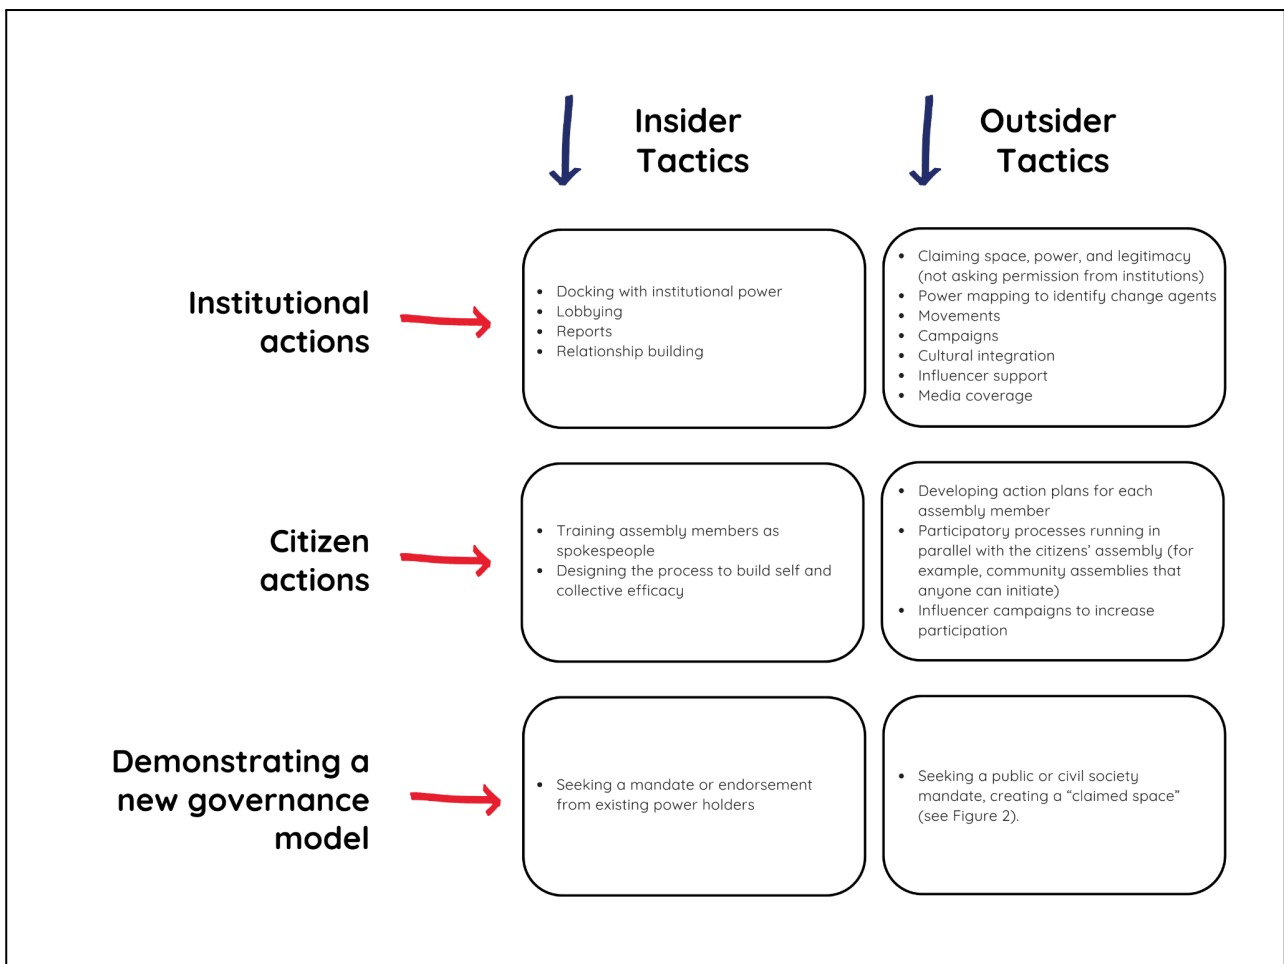 Insider
Tactics
Outsider
Tactics
Institutional
actions
• Docking with institutional power
• Lobbying
• Reports
• Relationship building
• Claiming space, power, and legitimacy
(not asking permission from institutions)
• Power mapping to identify change agents
• Movements
• Campaigns
• Cultural integration
• Influencer support
• Media coverage
Citizen
actions
• Training assembly members as
spokespeople
• Designing the process to build self and
collective efficacy
• Developing action plans for each
assembly member
• Participatory processes running in
parallel with the citizens’ assembly (for
example, community assemblies that
anyone can initiate)
• Influencer campaigns to increase
participation
Demonstrating a
new governance
model
• Seeking a mandate or endorsement
from existing power holders
• Seeking a public or civil society
mandate, creating a “claimed space”
(see Figure 2).